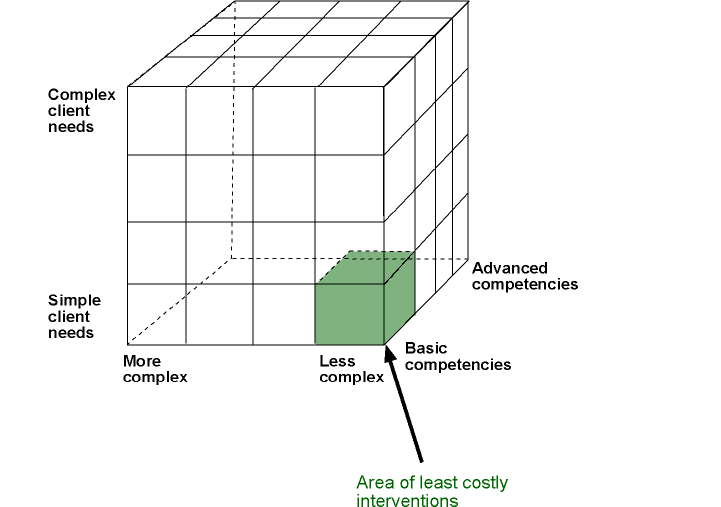 Complex
client
needs
Simple
client
needs
Advanced
competencies
Basic
competencies
More
complex
Less
complex
Area of least costly
interventions